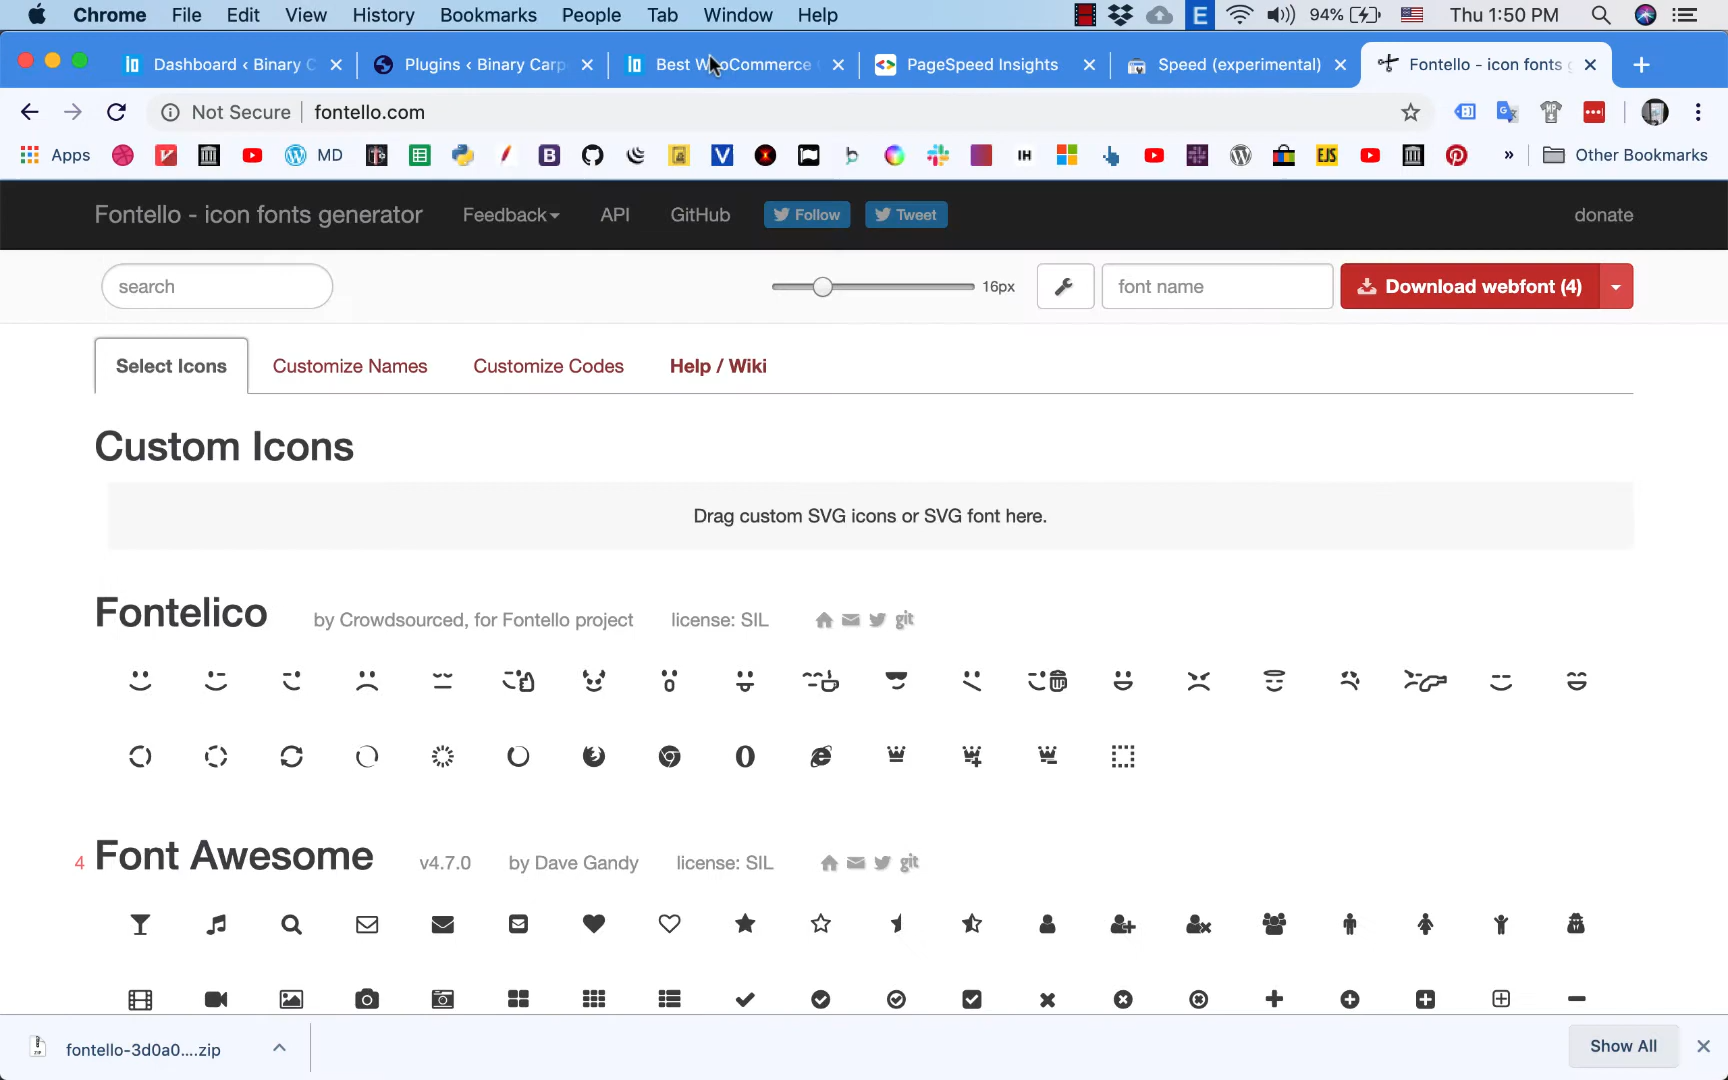 Chrome File Edit View History Bookmarks People Tab Window Help E 94% Thu 1:50 PM
Dashboard ‹ Binary C Plugins ‹ Binary Carp Best WooCommerce PageSpeed Insights Speed (experimental) Fontello - icon fonts g
Not Secure fontello.com
Apps MD IH EJS » Other Bookmarks
Fontello - icon fonts generator Feedback API GitHub Follow Tweet donate
search 16px font name Download webfont (4)
Select Icons Customize Names Customize Codes Help / Wiki
Custom Icons
Drag custom SVG icons or SVG font here.
Fontelico by Crowdsourced, for Fontello project license: SIL git
4 Font Awesome v4.7.0 by Dave Gandy license: SIL git
fontello-3d0a0....zip Show All